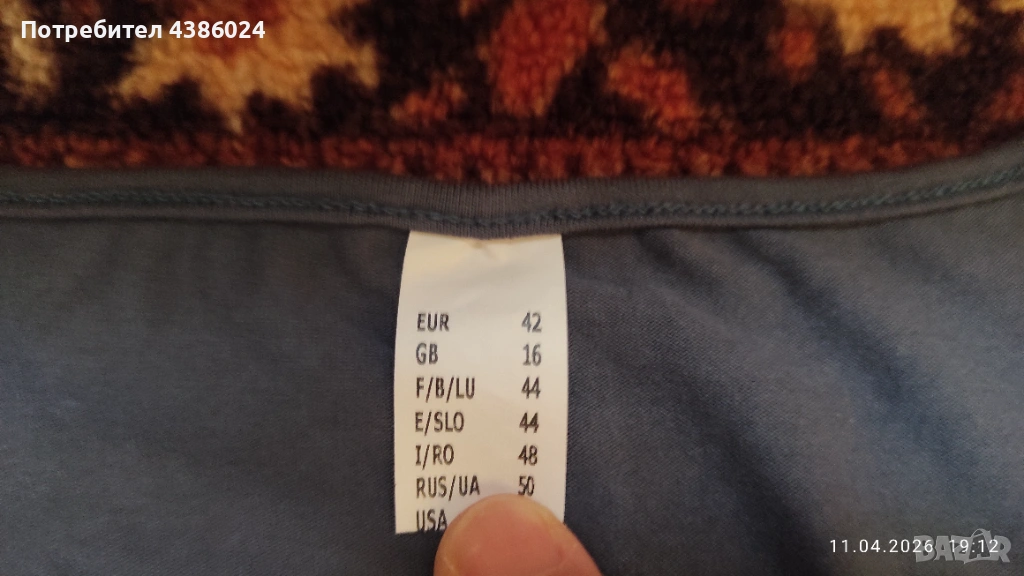 Потребител 4386024
EUR 42
GB 16
F/B/LU 44
E/SLO 44
I/RO 48
RUS/UA 50
USA
11.04.2026 19:12
BAZAR